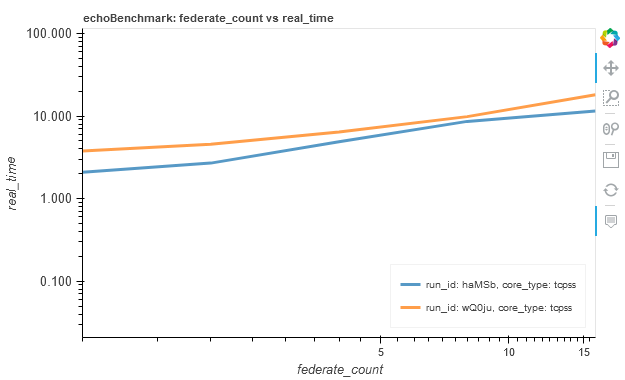 echoBenchmark: federate_count vs real_time
100.000
10.000
1.000
0.100
real_time
run_id: haMSb, core_type: tcpss
run_id: wQ0ju, core_type: tcpss
5
10
15
federate_count